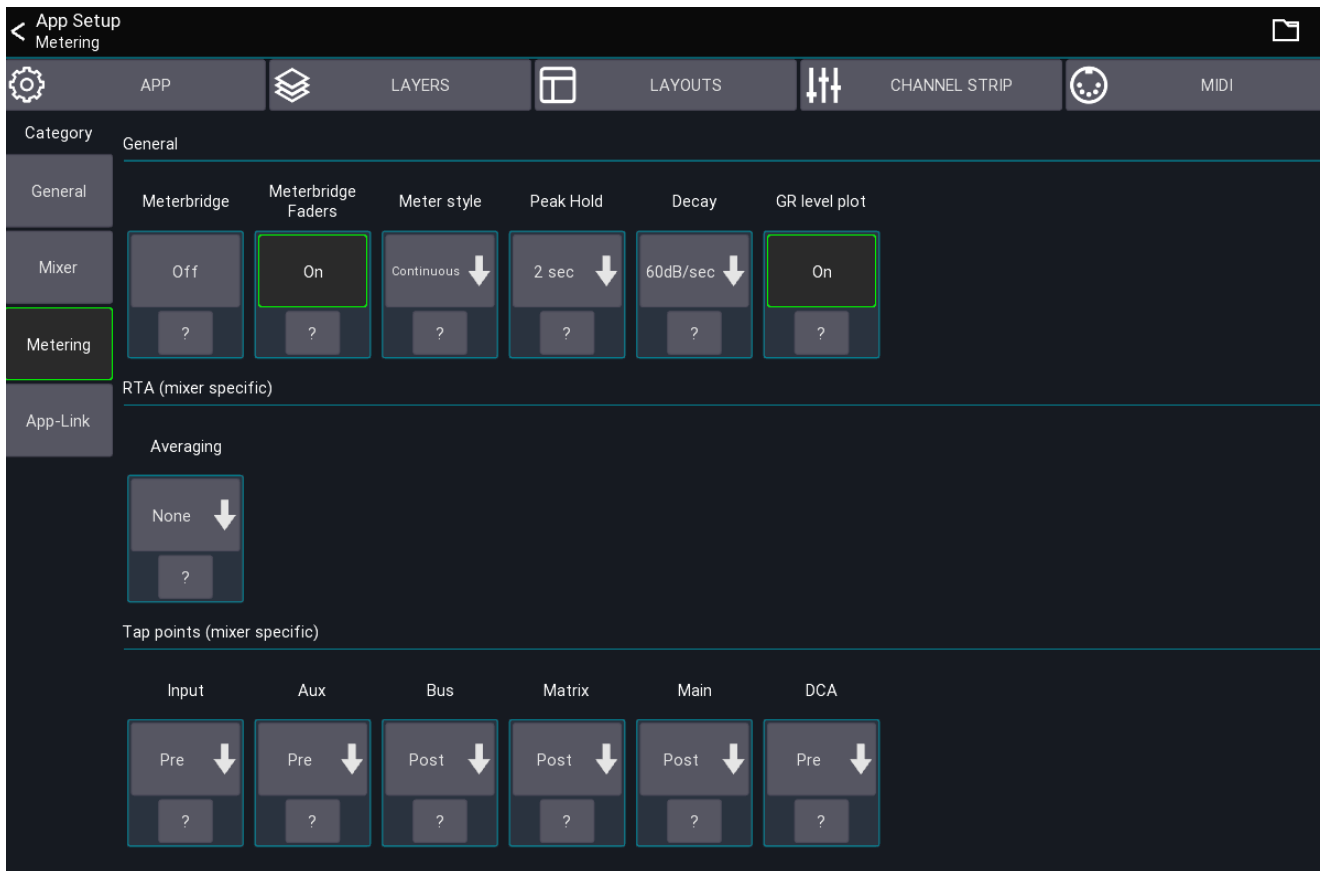 App Setup
Metering
APP
LAYERS
LAYOUTS
CHANNEL STRIP
MIDI
Category
General
Mixer
Metering
App-Link
General
Meterbridge
Meterbridge
Faders
Meter style
Peak Hold
Decay
GR level plot
Off
On
Continuous
2 sec
60dB/sec
On
?
?
?
?
?
?
RTA (mixer specific)
Averaging
None
?
Tap points (mixer specific)
Input
Aux
Bus
Matrix
Main
DCA
Pre
Pre
Post
Post
Post
Pre
?
?
?
?
?
?